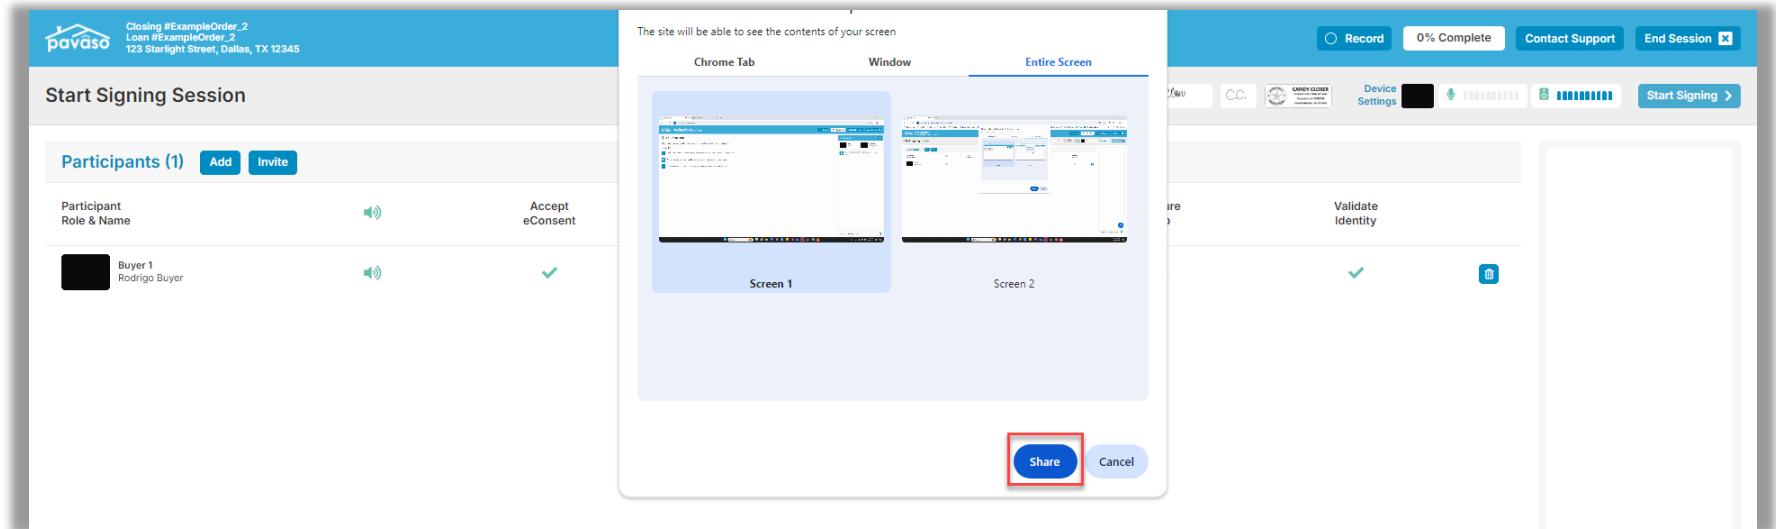 pavaso
Closing #ExampleOrder_2
Loan #ExampleOrder_2
123 Starlight Street, Dallas, TX 12345
Record
0% Complete
Contact Support
End Session
The site will be able to see the contents of your screen
Chrome Tab
Window
Entire Screen
Start Signing Session
C.C.
CANDY CLOSER
Device
Settings
Start Signing
Participants (1)
Add
Invite
Participant
Role & Name
Accept
eConsent
Validate
Identity
Buyer 1
Rodrigo Buyer
Screen 1
Screen 2
Share
Cancel